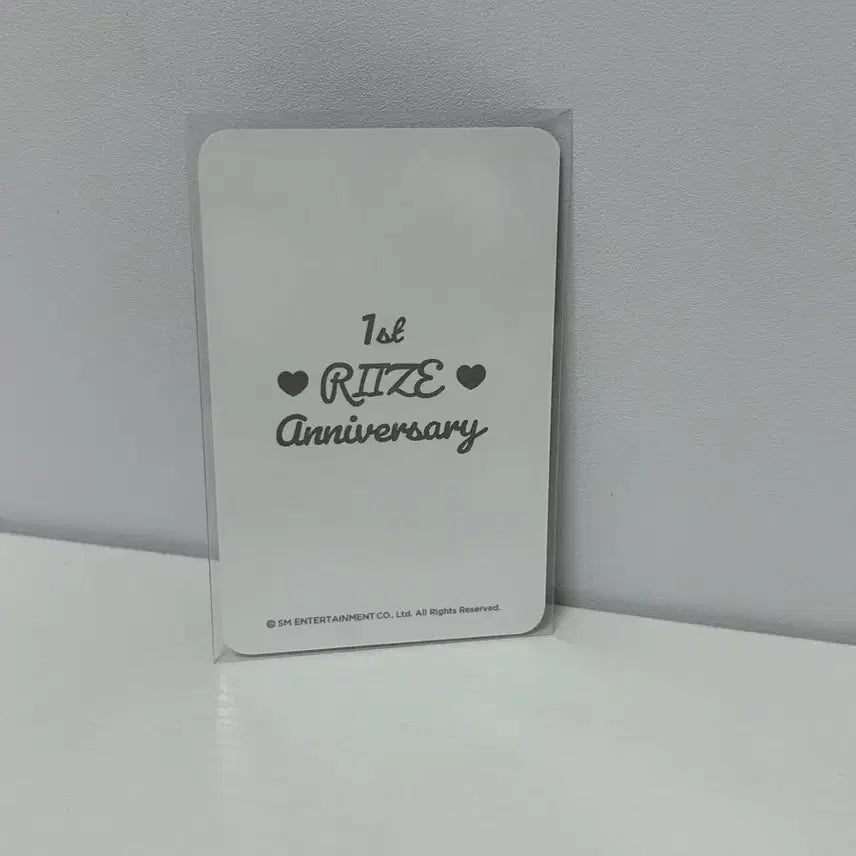 1st
♥ RIIZE ♥
Anniversary
© SM ENTERTAINMENT CO., Ltd. All Rights Reserved.